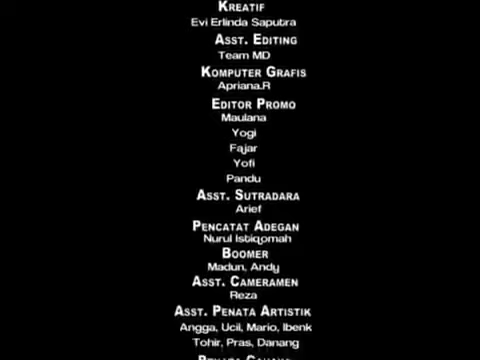 KREATIF
Evi Erlinda Saputra
ASST. EDITING
Team MD
KOMPUTER GRAFIS
Apriana.R
EDITOR PROMO
Maulana
Yogi
Fajar
Yofi
Pandu
ASST. SUTRADARA
Arief
PENCATAT ADEGAN
Nurul Istiqomah
BOOMER
Madun, Andy
ASST. CAMERAMEN
Reza
ASST. PENATA ARTISTIK
Angga, Ucil, Mario, Ibenk
Tohir, Pras, Danang